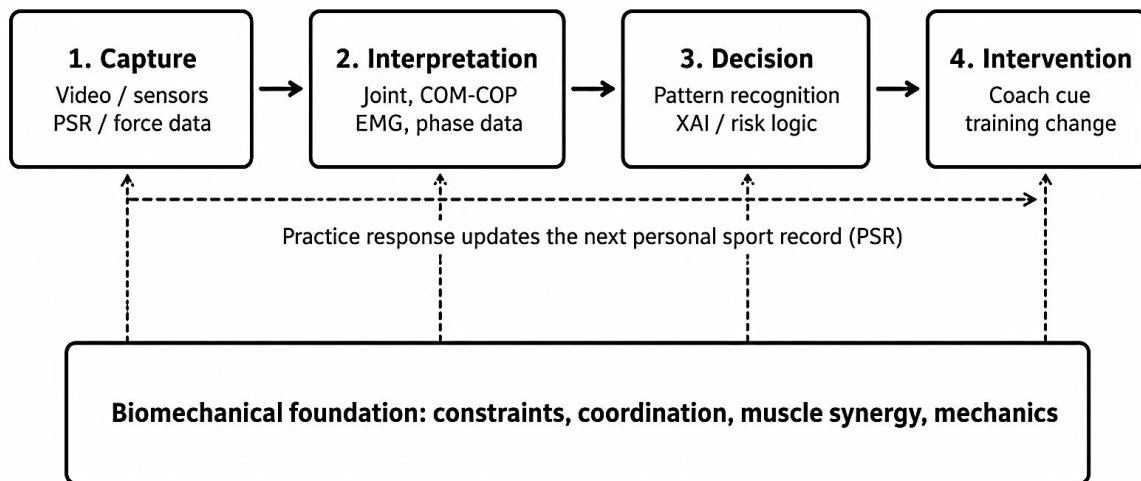 1. Capture
Video / sensors
PSR / force data
2. Interpretation
Joint, COM-COP
EMG, phase data
3. Decision
Pattern recognition
XAI / risk logic
4. Intervention
Coach cue
training change
Practice response updates the next personal sport record (PSR)
Biomechanical foundation: constraints, coordination, muscle synergy, mechanics